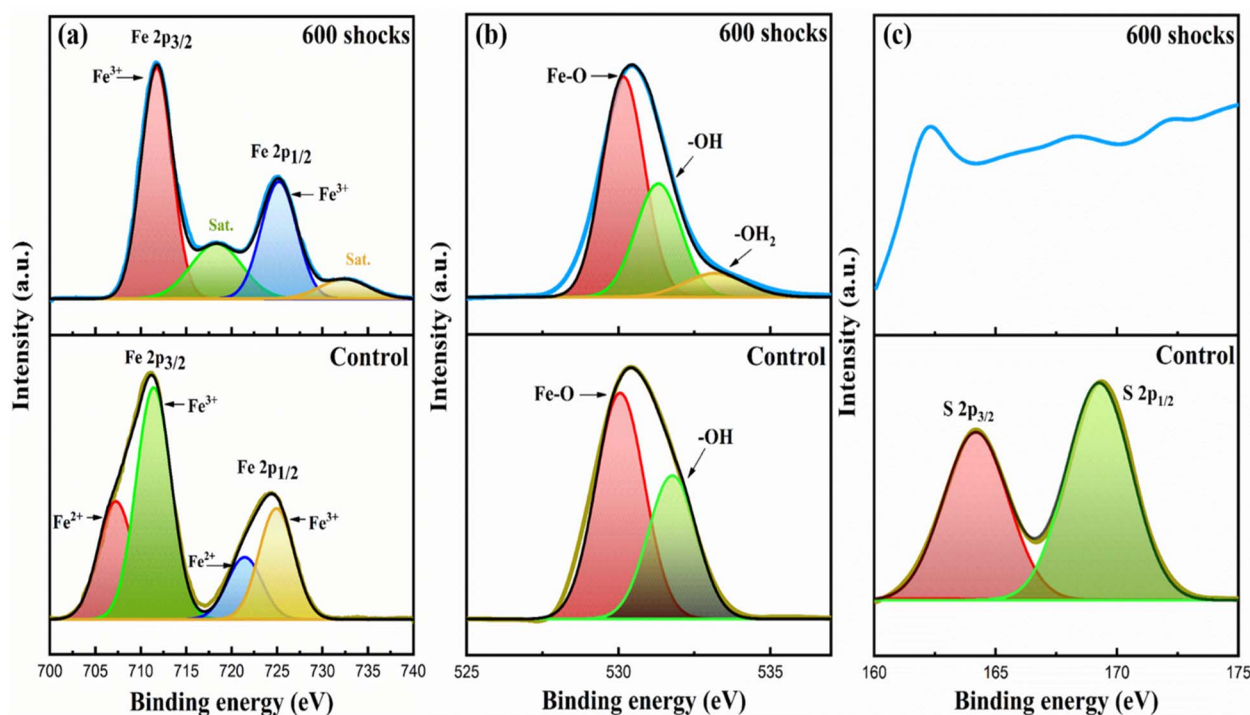 (a)
Fe 2p3/2
600 shocks
Fe3+
Fe 2p1/2
Fe3+
Sat.
Sat.
Fe 2p3/2
Control
Fe3+
Fe 2p1/2
Fe2+
Fe3+
Fe2+
Intensity (a.u.)
700 705 710 715 720 725 730 735 740
Binding energy (eV)
(b)
600 shocks
Fe-O
-OH
-OH2
Intensity (a.u.)
Control
Fe-O
-OH
Intensity (a.u.)
525 530 535
Binding energy (eV)
(c)
600 shocks
Intensity (a.u.)
Control
S 2p3/2
S 2p1/2
Intensity (a.u.)
160 165 170 175
Binding energy (eV)
Intensity (a.u.)